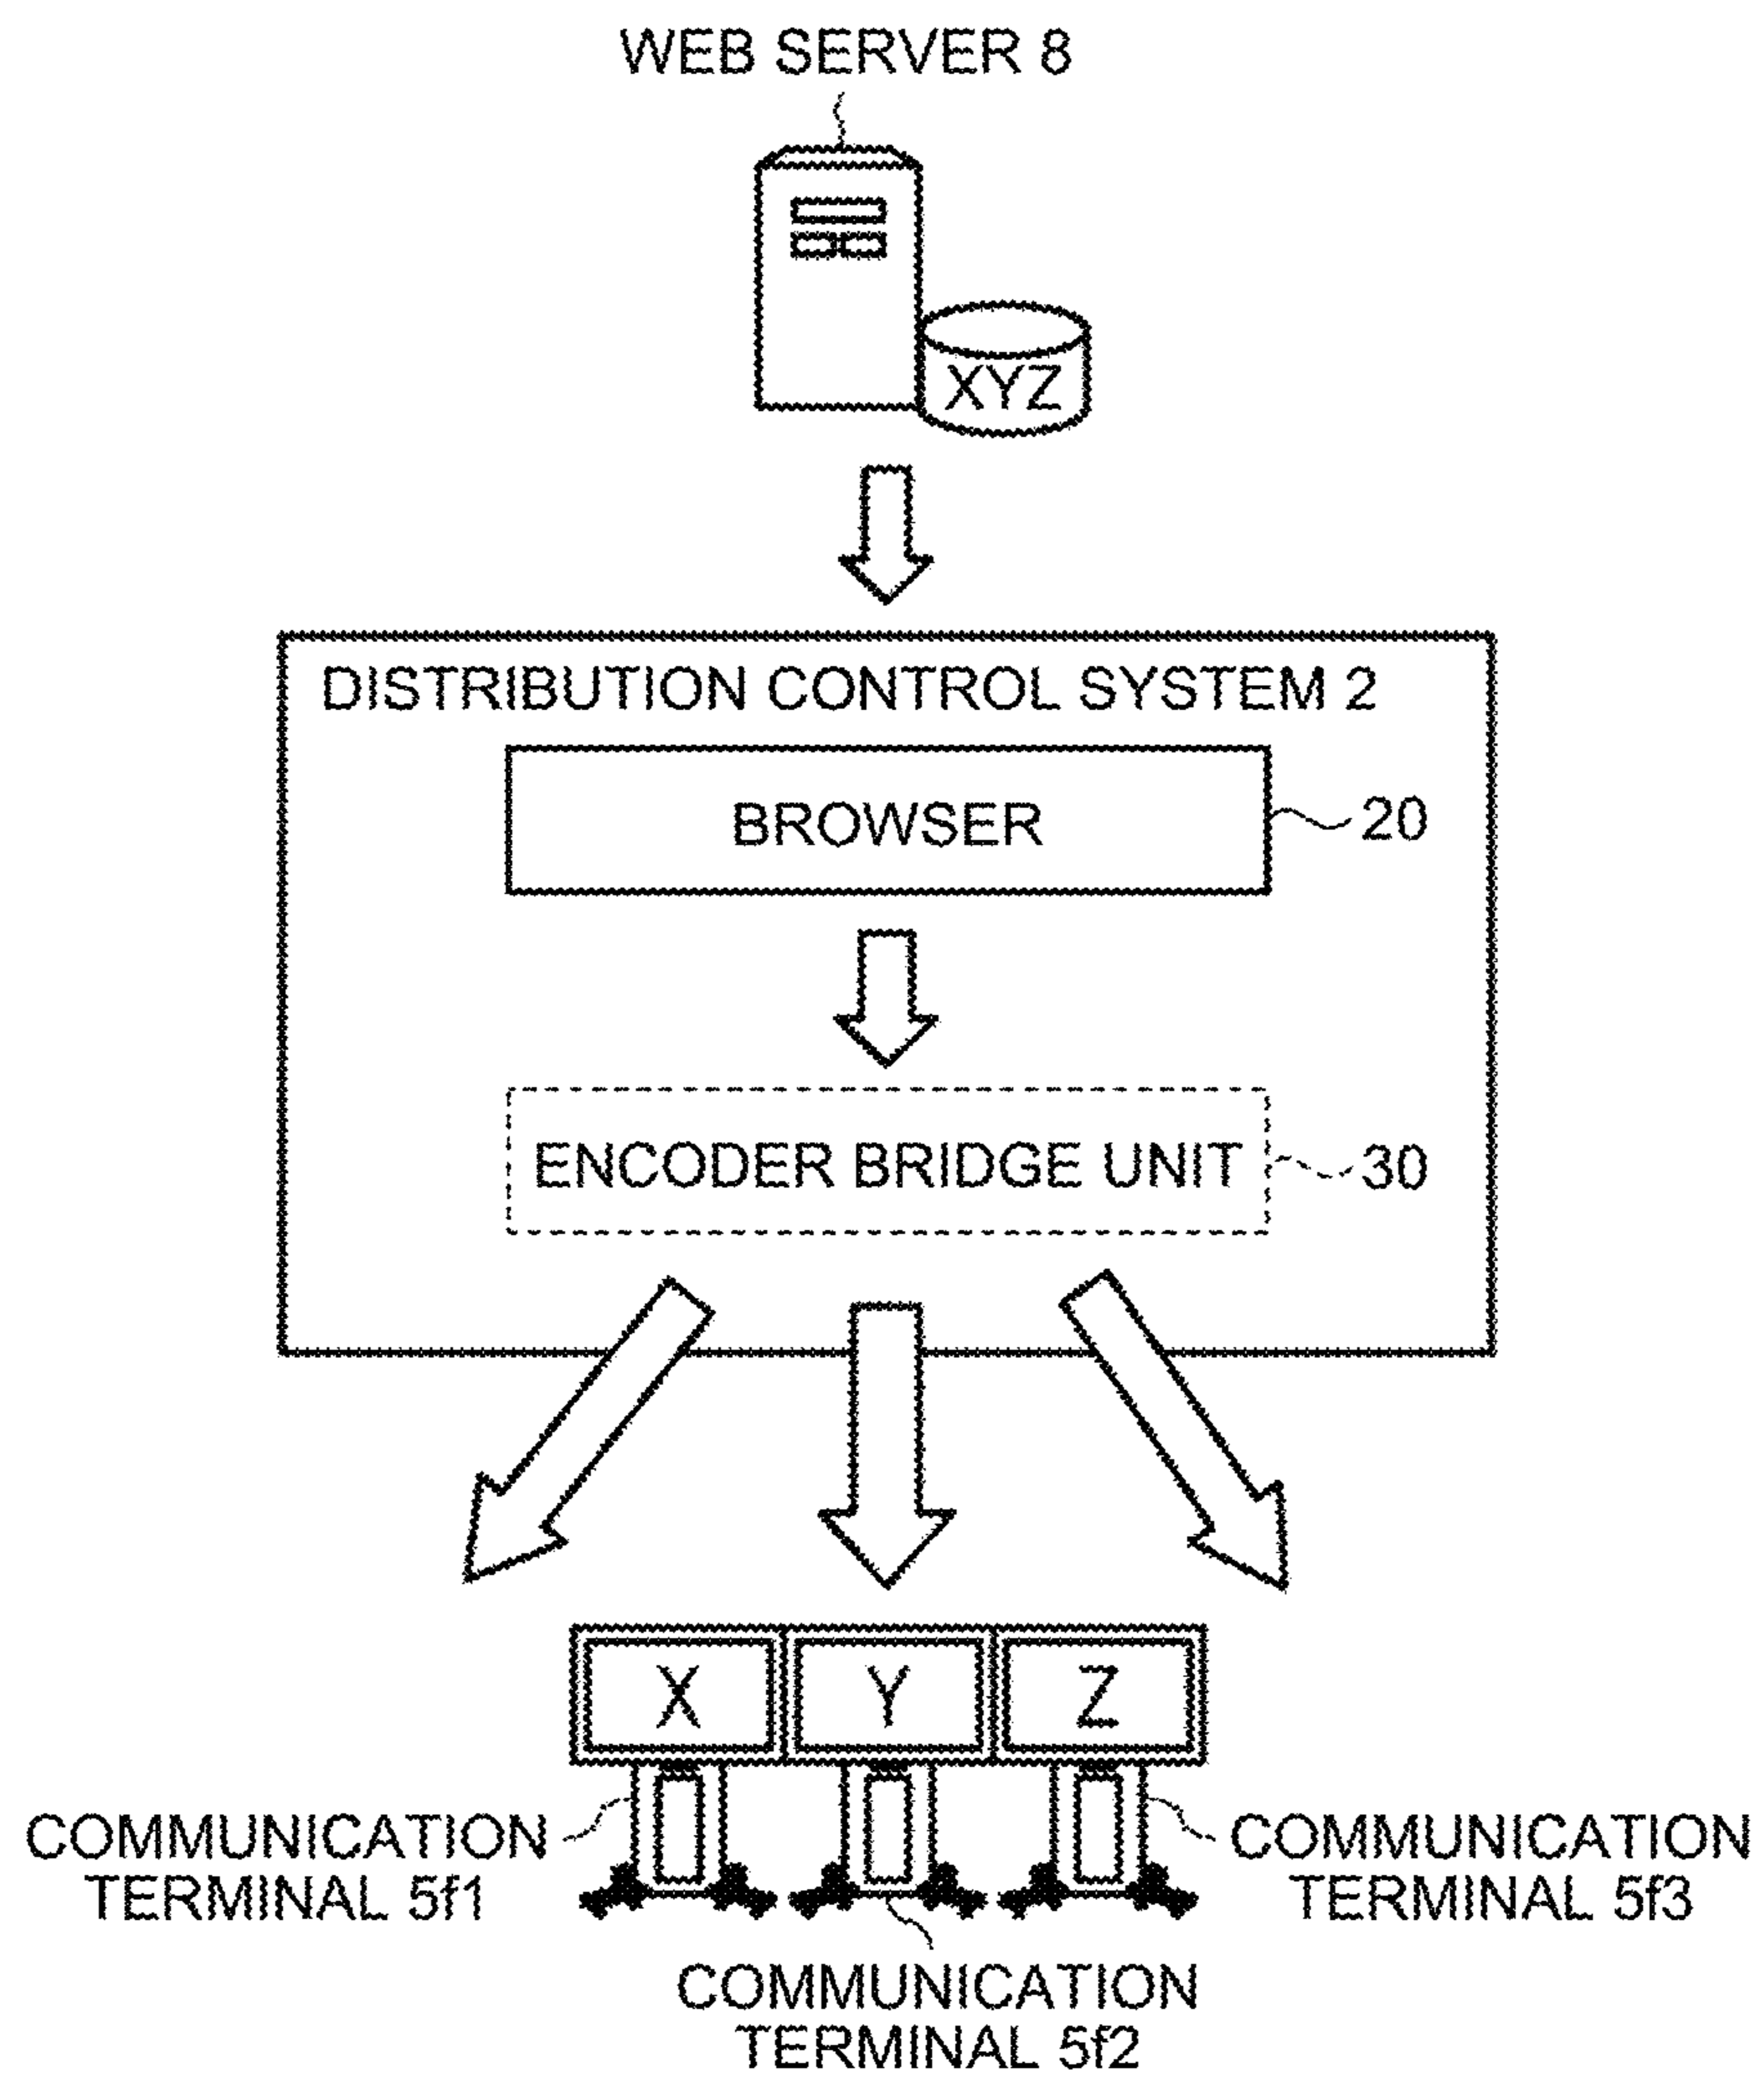 WEB SERVER 8
XYZ
DISTRIBUTION CONTROL SYSTEM 2
BROWSER
20
ENCODER BRIDGE UNIT
30
X
Y
Z
COMMUNICATION
TERMINAL 5f1
COMMUNICATION
TERMINAL 5f3
COMMUNICATION
TERMINAL 5f2